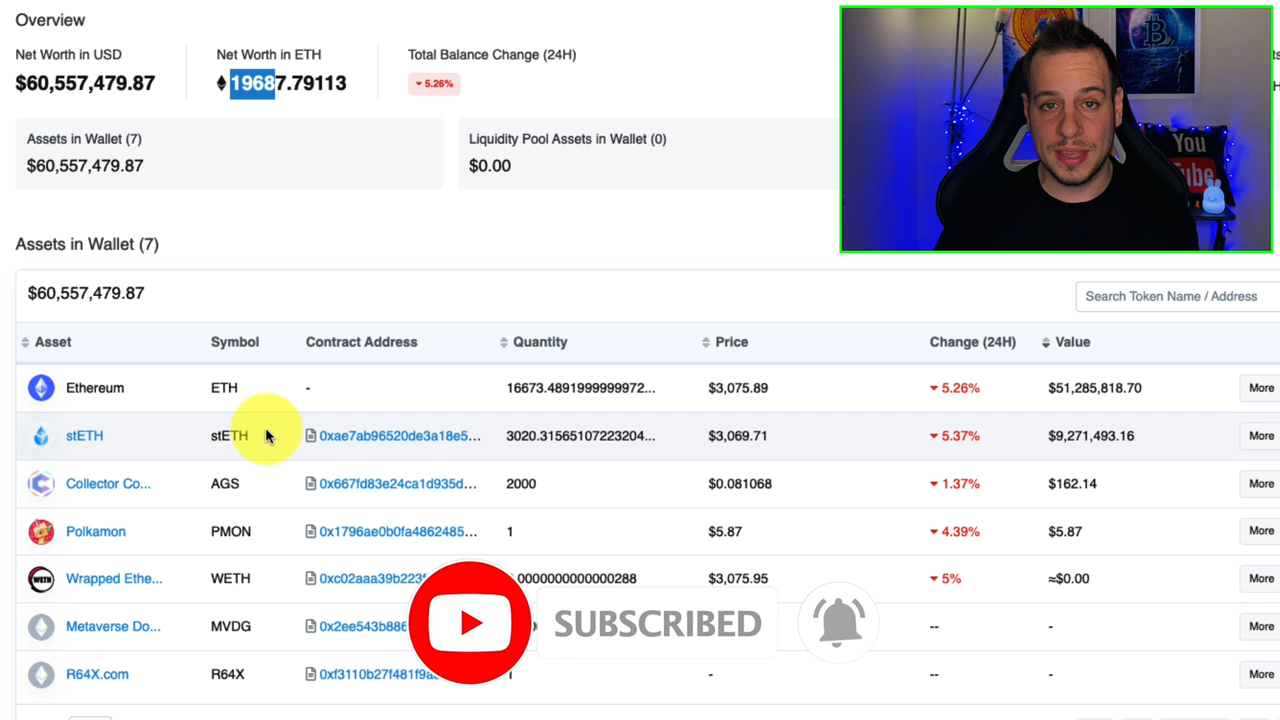 Overview
Net Worth in USD
Net Worth in ETH
Total Balance Change (24H)
$60,557,479.87
19687.79113
5.26%
Assets in Wallet (7)
$60,557,479.87
Liquidity Pool Assets in Wallet (0)
$0.00
You
Tube
Assets in Wallet (7)
$60,557,479.87
Search Token Name / Address
Asset Symbol Contract Address Quantity Price Change (24H) Value
Ethereum ETH - 16673.4891999999972... $3,075.89 5.26% $51,285,818.70 More
stETH stETH 0xae7ab96520de3a18e5... 3020.31565107223204... $3,069.71 5.37% $9,271,493.16 More
Collector Co... AGS 0x667fd83e24ca1d935d... 2000 $0.081068 1.37% $162.14 More
Polkamon PMON 0x1796ae0b0fa4862485... 1 $5.87 4.39% $5.87 More
WETH Wrapped Ethe... WETH 0xc02aaa39b223f .0000000000000288 $3,075.95 5% ≈$0.00 More
Metaverse Do... MVDG 0x2ee543b886 -- - More
R64X.com R64X 0xf3110b27f481f9a 1 - -- - More
SUBSCRIBED